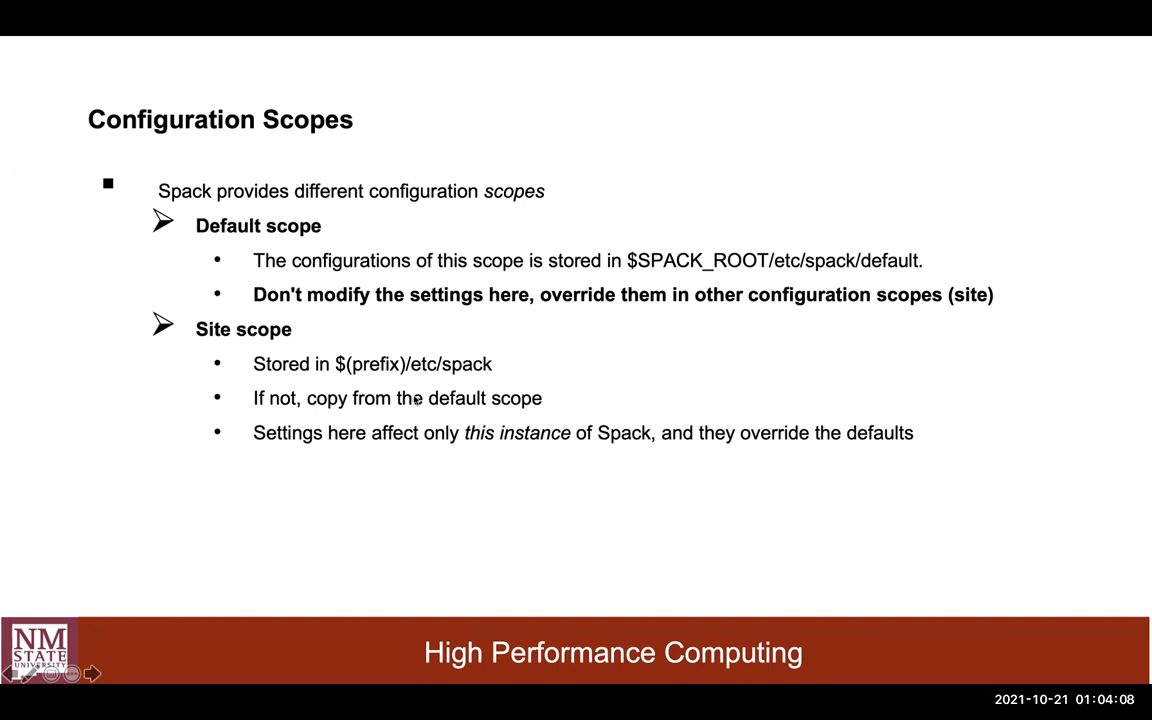 Configuration Scopes
Spack provides different configuration scopes
Default scope
The configurations of this scope is stored in $SPACK_ROOT/etc/spack/default.
Don't modify the settings here, override them in other configuration scopes (site)
Site scope
Stored in $(prefix)/etc/spack
If not, copy from the default scope
Settings here affect only this instance of Spack, and they override the defaults
NM
STATE
UNIVERSITY
High Performance Computing
2021-10-21 01:04:08